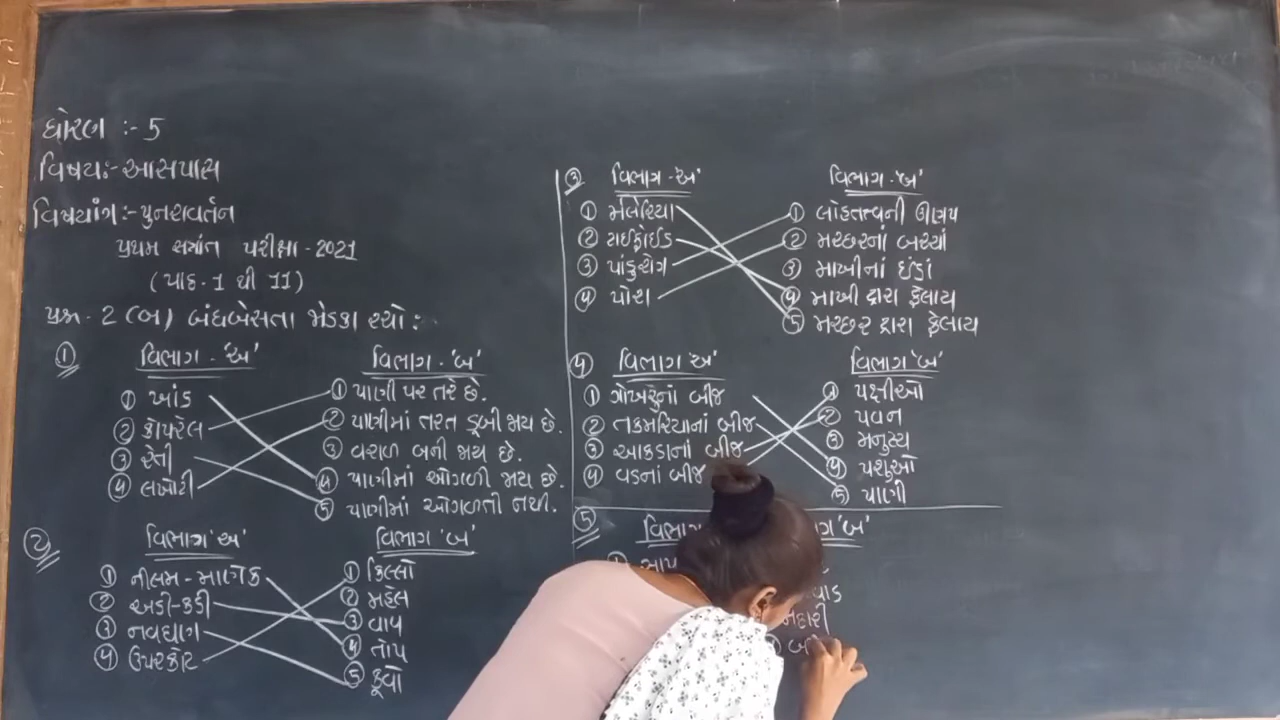 ધોરણ :- 5
વિષય:- આસપાસ
વિષયાંગ:- પુનરાવર્તન
પ્રથમ સત્રાંત પરીક્ષા - 2021
(પાઠ - 1 થી 11)
પ્રશ્ન - 2 (બ) બંધબેસતા જોડકા રચો :
① વિભાગ - 'અ' વિભાગ - 'બ'
① ખાંડ ① પાણી પર તરે છે.
② કોપરેલ ② પાણીમાં તરત ડૂબી જાય છે.
③ રેતી ③ વરાળ બની જાય છે.
④ લખોટી ④ પાણીમાં ઓગળી જાય છે.
⑤ પાણીમાં ઓગળતી નથી.
② વિભાગ 'અ' વિભાગ 'બ'
① નીલમ - માણેક ① કિલ્લો
② અડી-કડી ② મહેલ
③ નવઘણ ③ વાવ
④ ઉપરકોટ ④ તોપ
⑤ કૂવો
③ વિભાગ - અ' વિભાગ - 'બ'
① મલેરિયા ① લોહતત્વની ઊણપ
② ટાઈફોઈડ ② મચ્છરનાં બચ્ચાં
③ પાંડુરોગ ③ માખીનાં ઈંડાં
④ પોરા ④ માખી દ્વારા ફેલાય
⑤ મચ્છર દ્વારા ફેલાય
④ વિભાગ અ' વિભાગ 'બ'
① ગોખરુંનાં બીજ ① પક્ષીઓ
② તકમરિયાનાં બીજ ② પવન
③ આકડાનાં બીજ ③ મનુષ્ય
④ વડનાં બીજ ④ પશુઓ
⑤ પાણી
⑤